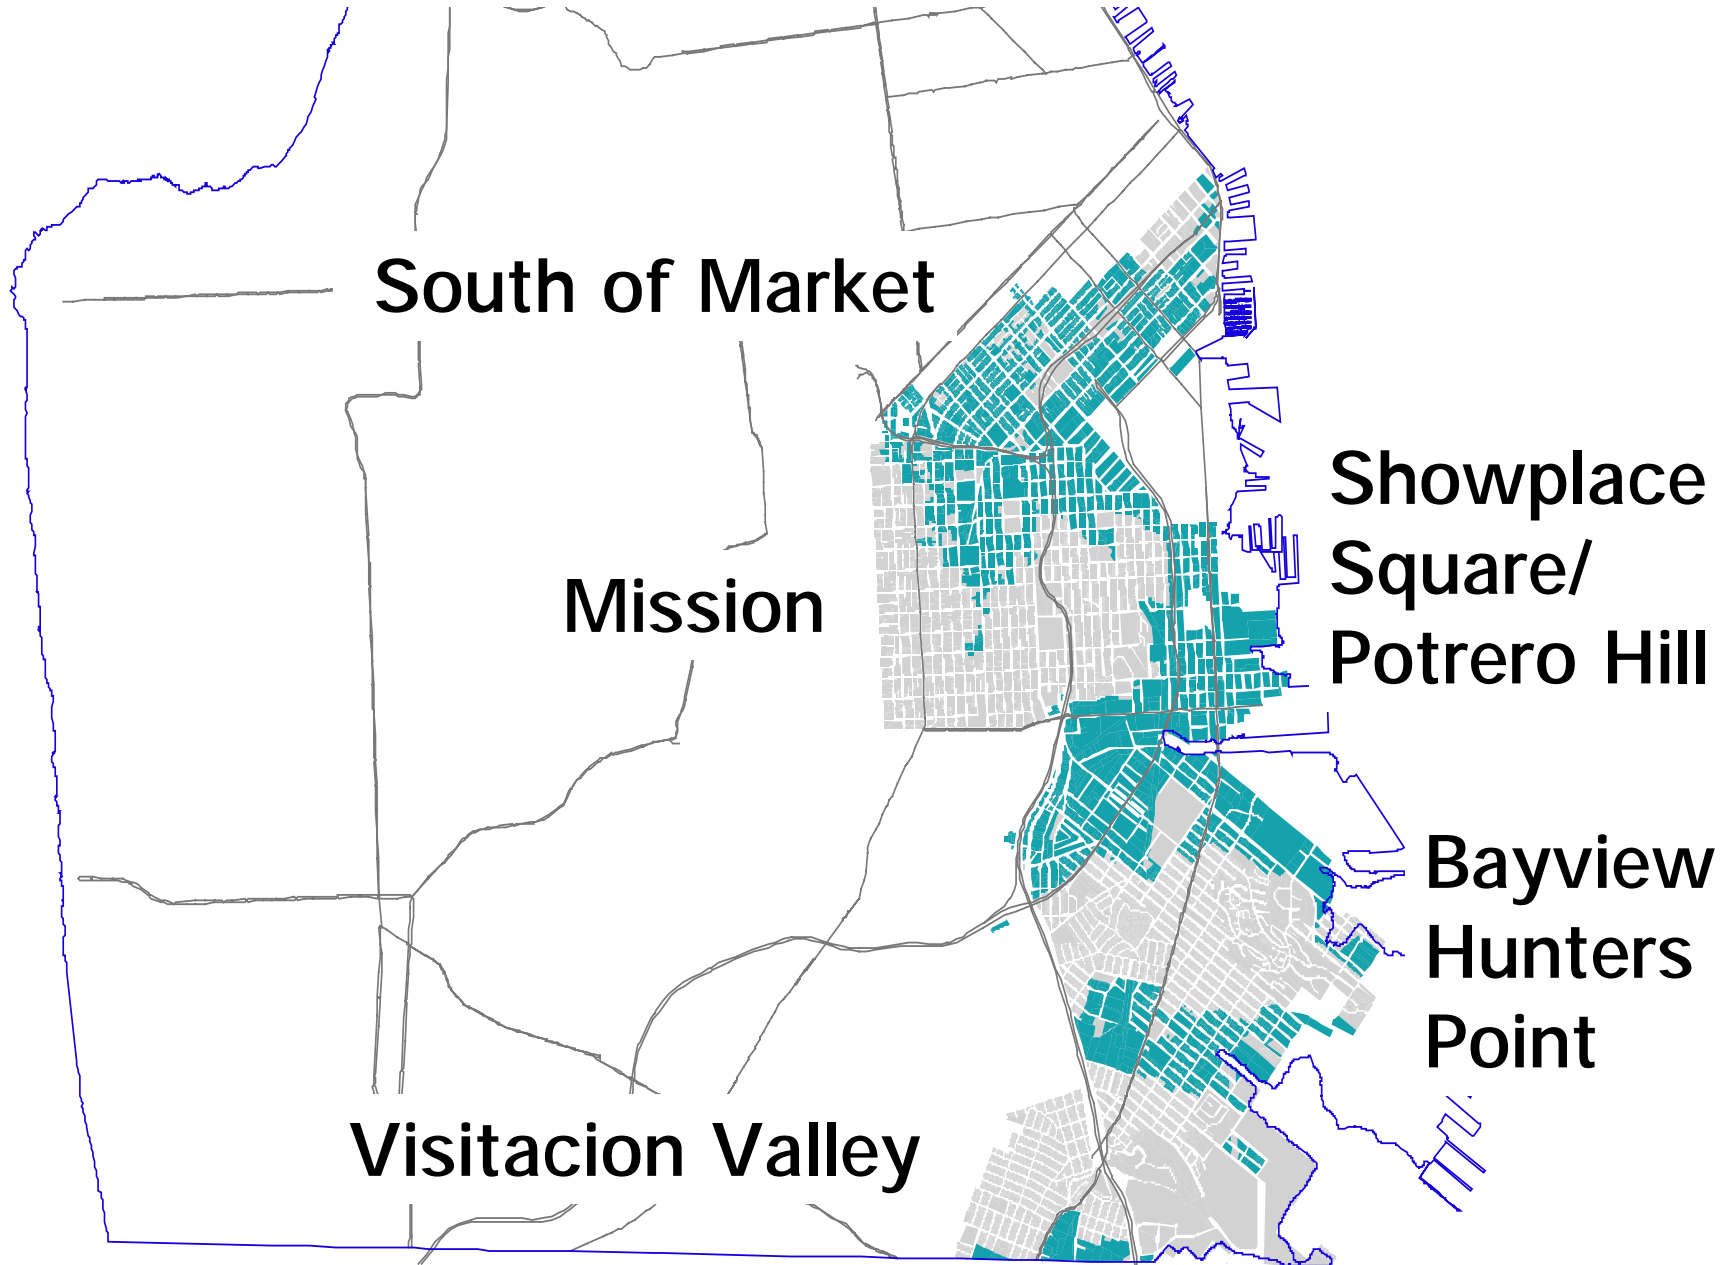 South of Market
Showplace
Square/
Potrero Hill
Mission
Bayview
Hunters
Point
Visitacion Valley